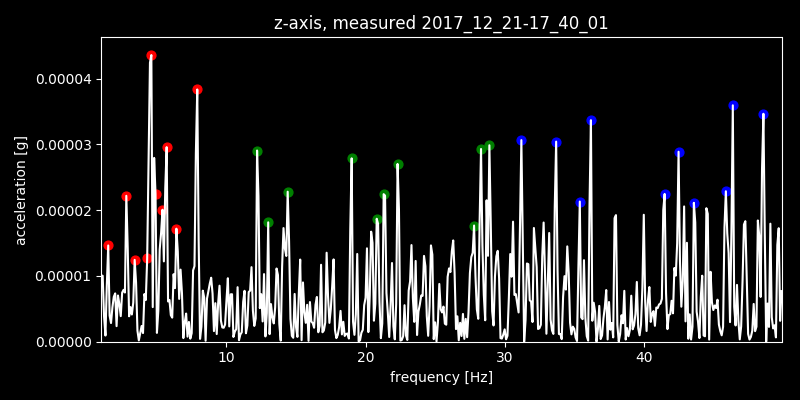 z-axis, measured 2017_12_21-17_40_01
0.00004
0.00003
0.00002
0.00001
0.00000
acceleration [g]
10 20 30 40
frequency [Hz]